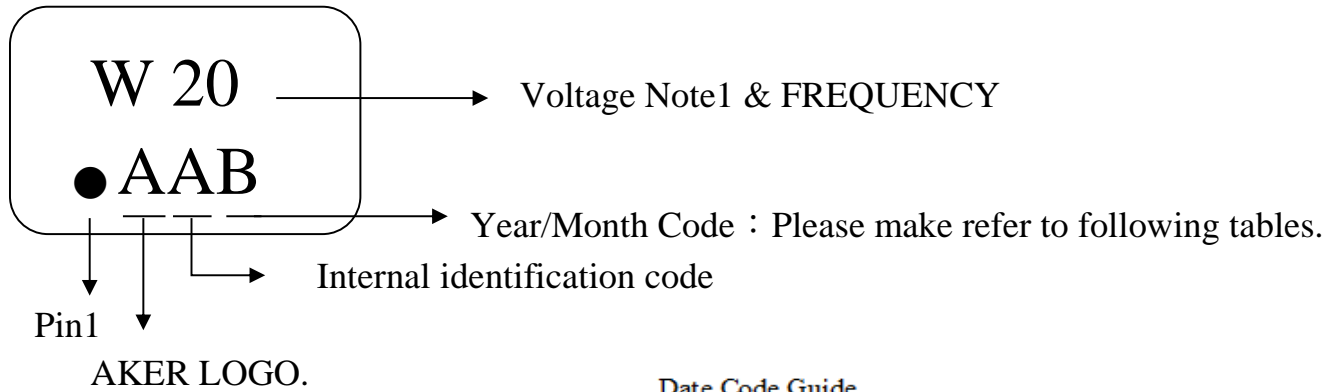 W 20
Voltage Note1 & FREQUENCY
●AAB
Year/Month Code：Please make refer to following tables.
Internal identification code
Pin1
AKER LOGO.
Date Code Guide